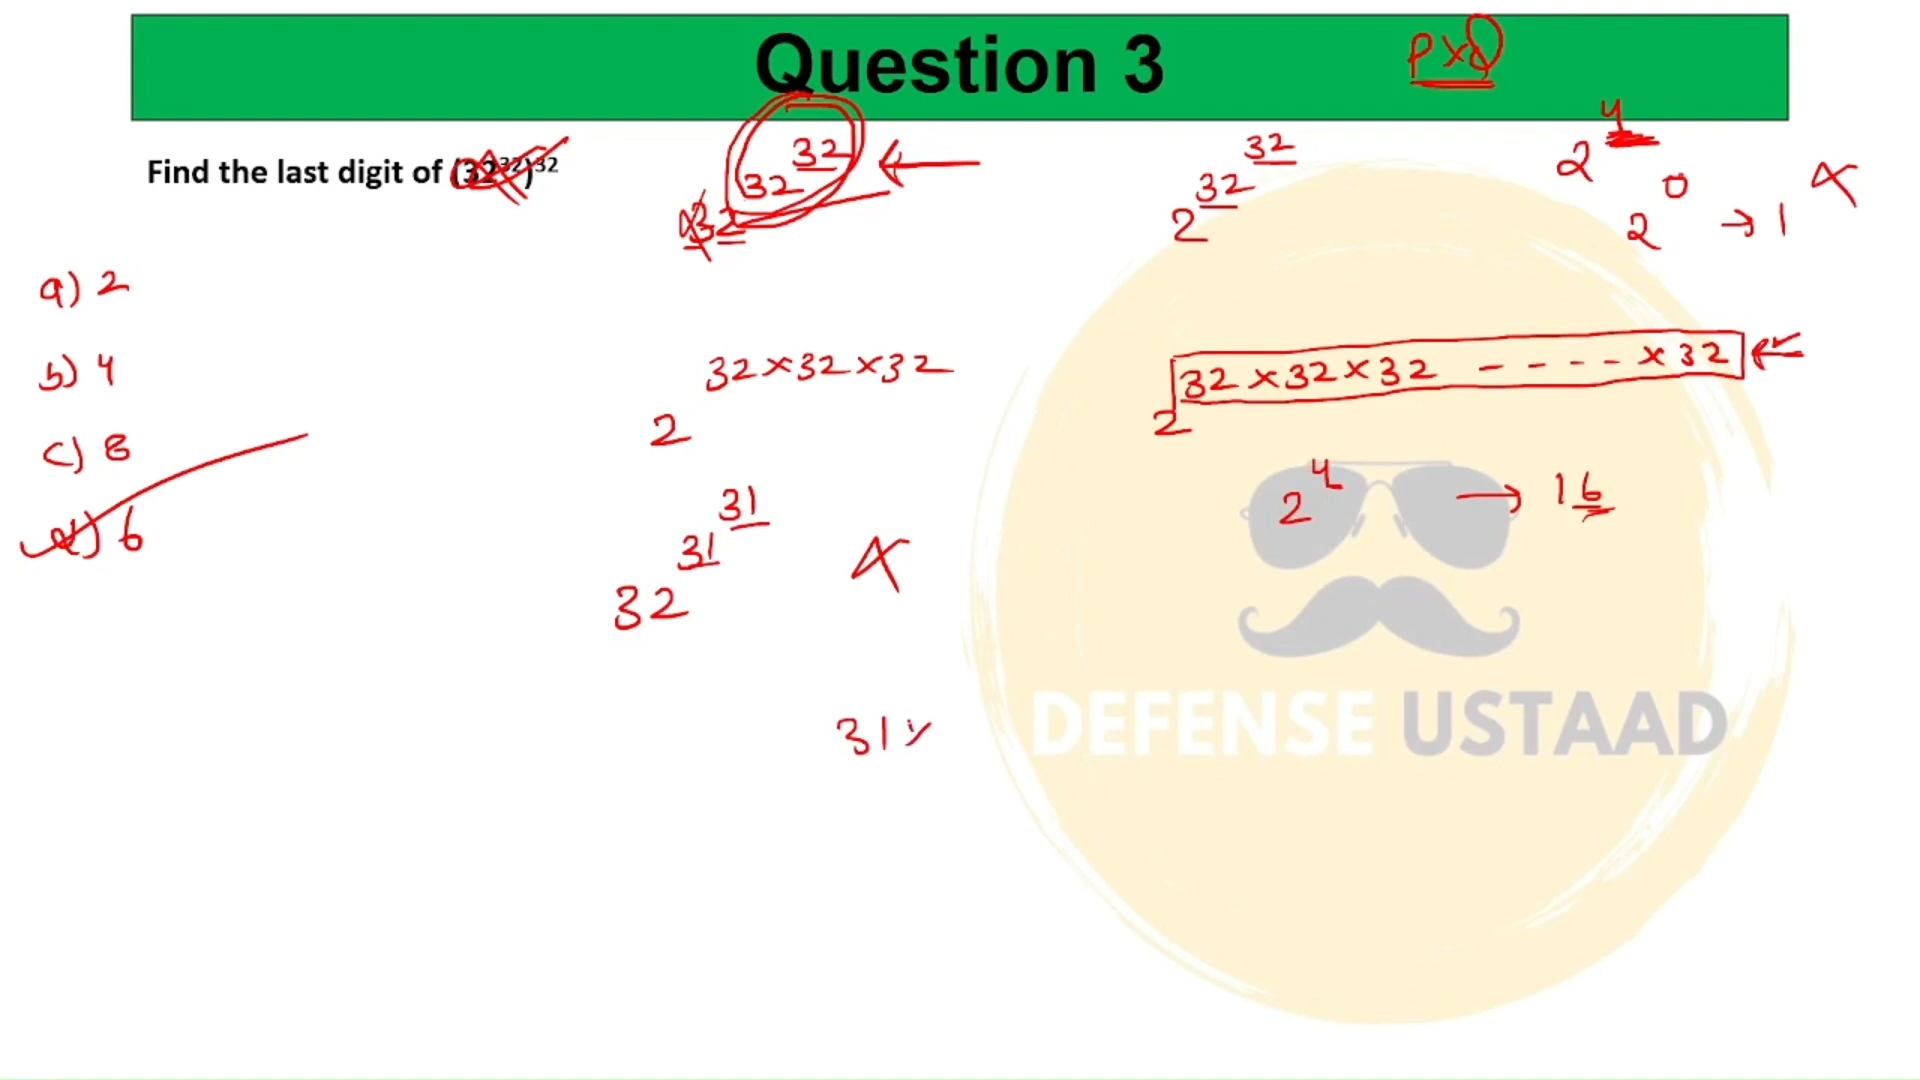 Question 3
P×Q
Find the last digit of (32³²)³²
32^32^32
2^32^32
2^4
2^0 → 1
a) 2
b) 4
c) 8
d) 6
2^32×32×32
2^32×32×32 - - - - ×32
2^4 → 16
32^31^31
31×
DEFENSE USTAAD